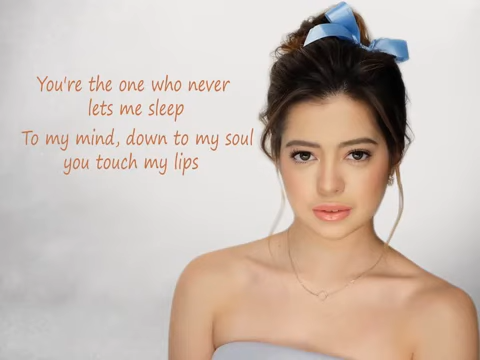 You're the one who never
lets me sleep
To my mind, down to my soul
you touch my lips